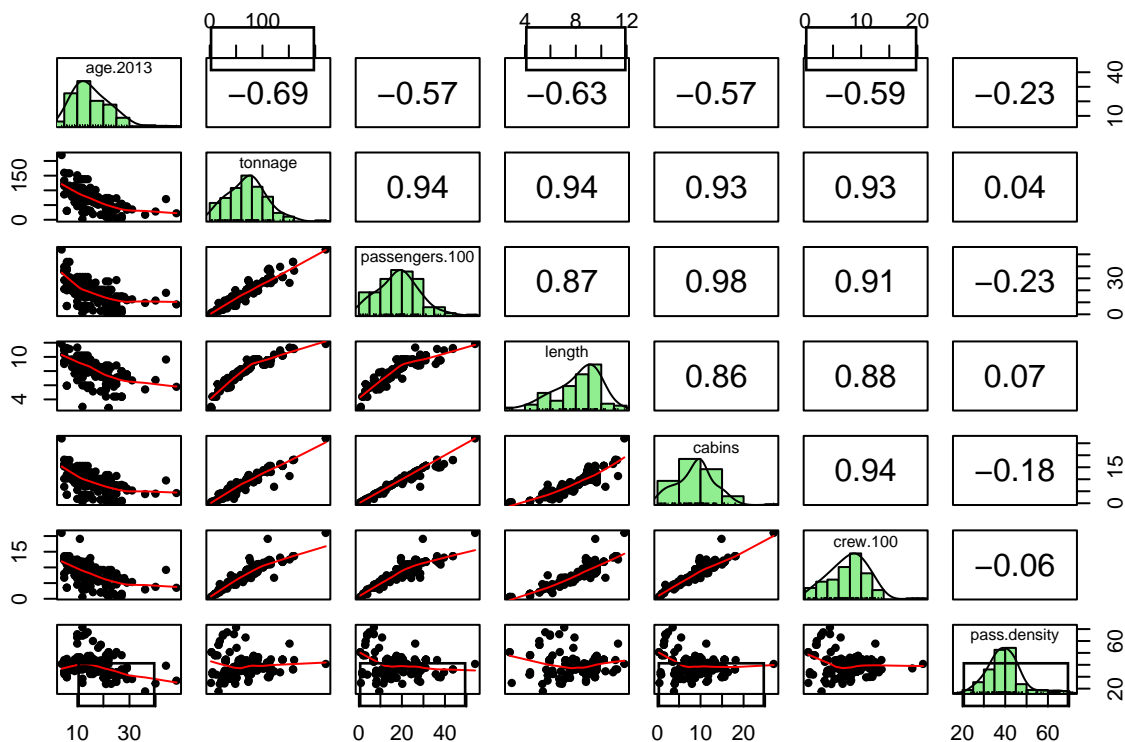 0 100 4 8 12 0 10 20
age.2013 −0.69 −0.57 −0.63 −0.57 −0.59 −0.23 10 40
0 150 tonnage 0.94 0.94 0.93 0.93 0.04
passengers.100 0.87 0.98 0.91 −0.23 0 30
4 10 length 0.86 0.88 0.07
cabins 0.94 −0.18 0 15
0 15 crew.100 −0.06
pass.density 20 60
10 30 0 20 40 0 10 20 20 40 60